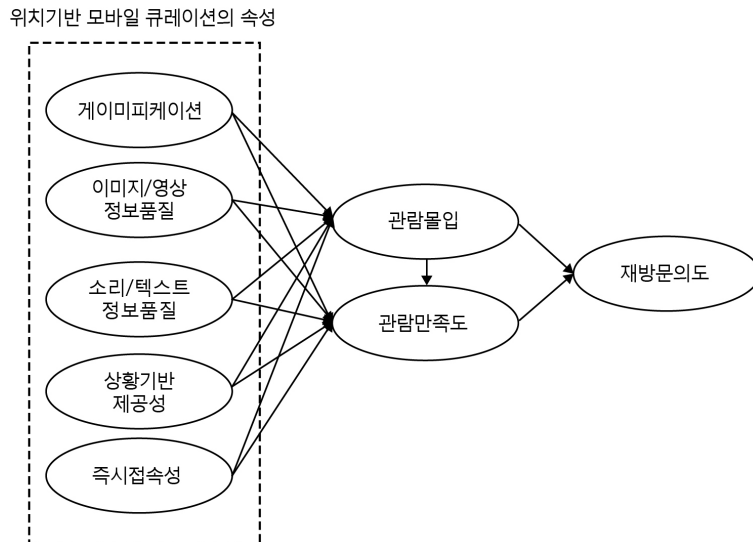 위치기반 모바일 큐레이션의 속성
게이미피케이션
이미지/영상
정보품질
소리/텍스트
정보품질
상황기반
제공성
즉시접속성
관람몰입
관람만족도
재방문의도